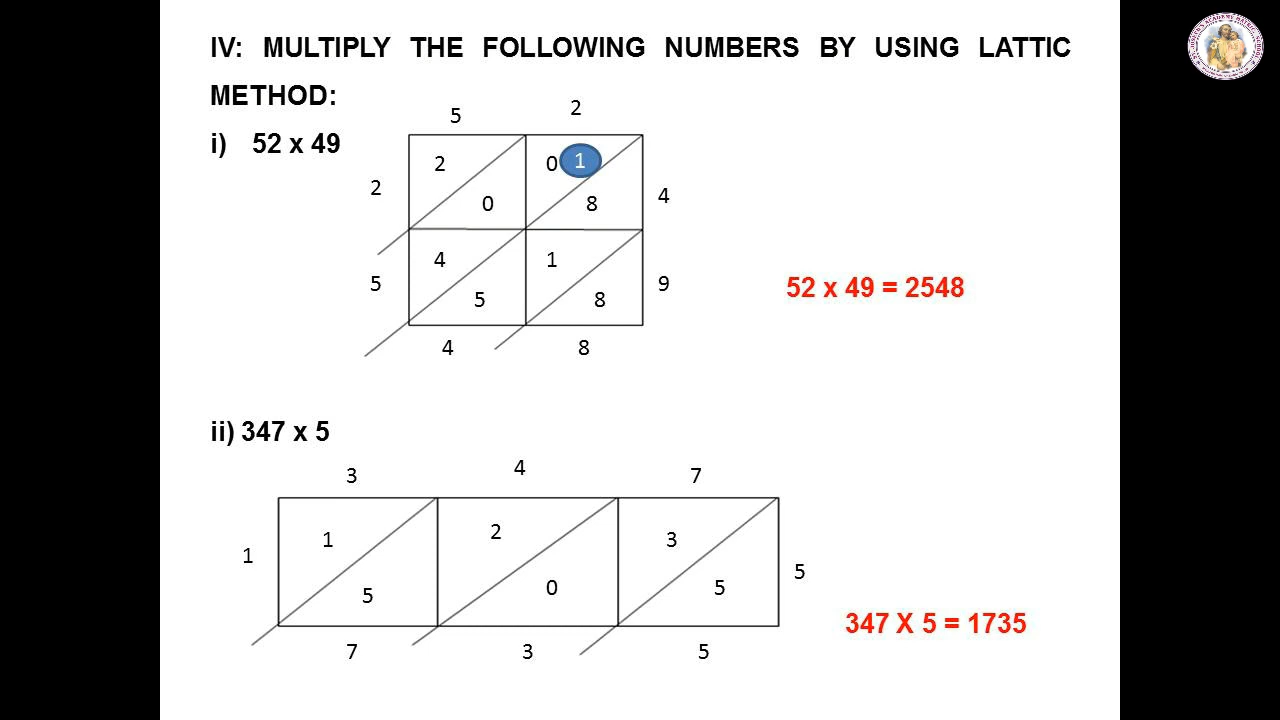 IV: MULTIPLY THE FOLLOWING NUMBERS BY USING LATTIC
METHOD:
i) 52 x 49
5 2
2 0 1
2 4
0 8
4 1
5 9
5 8
4 8
52 x 49 = 2548
ii) 347 x 5
3 4 7
1 2 3
1 5
5 0 5
7 3 5
347 X 5 = 1735